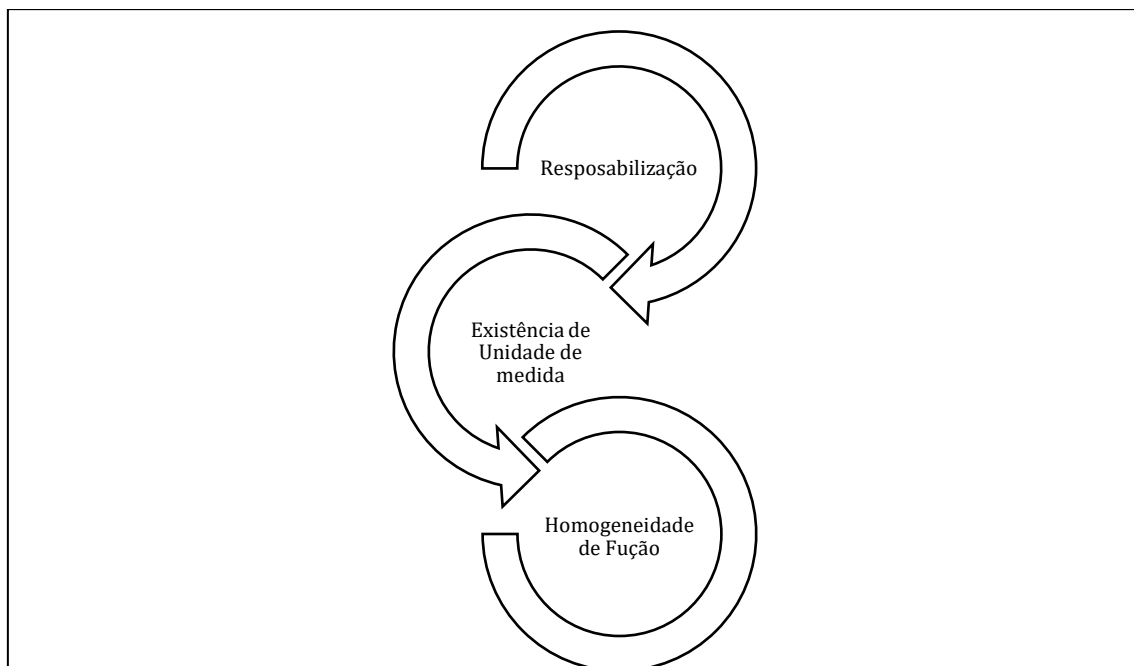 Resposabilização
Existência de
Unidade de
medida
Homogeneidade
de Fução